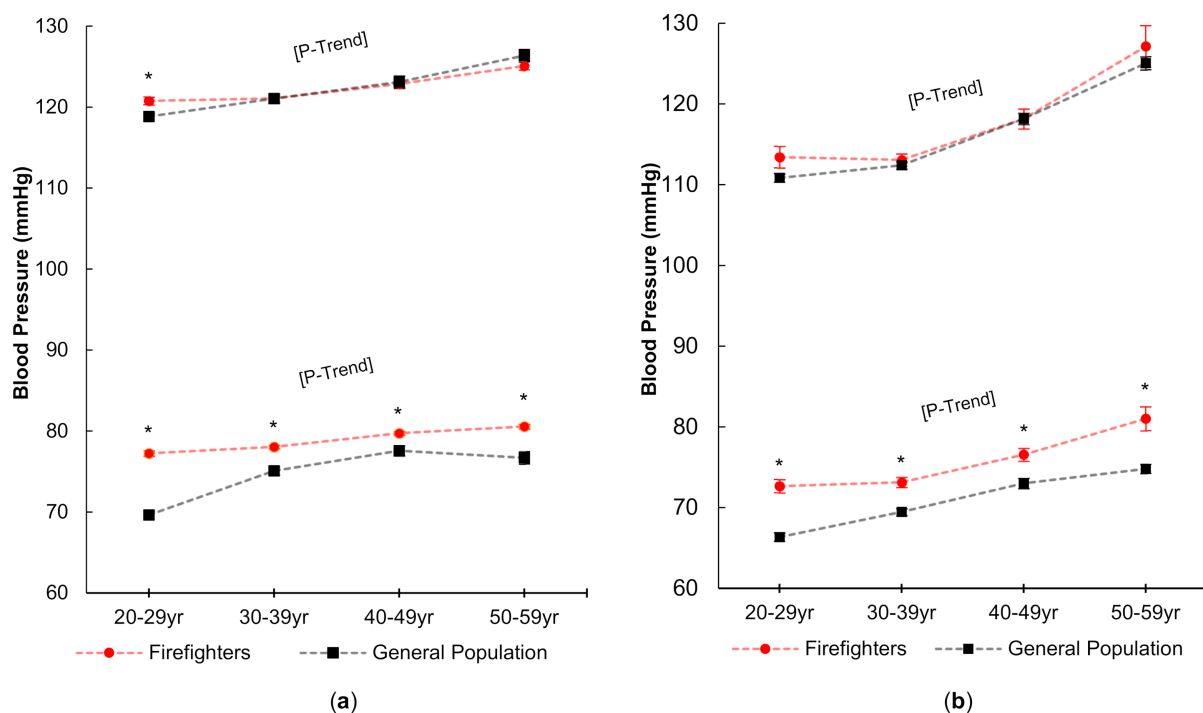 130
120
110
100
90
80
70
60
Blood Pressure (mmHg)
[P-Trend]
*
[P-Trend]
*
*
*
*
20-29yr
30-39yr
40-49yr
50-59yr
Firefighters
General Population
(a)
130
120
110
100
90
80
70
60
Blood Pressure (mmHg)
[P-Trend]
[P-Trend]
*
*
*
*
20-29yr
30-39yr
40-49yr
50-59yr
Firefighters
General Population
(b)